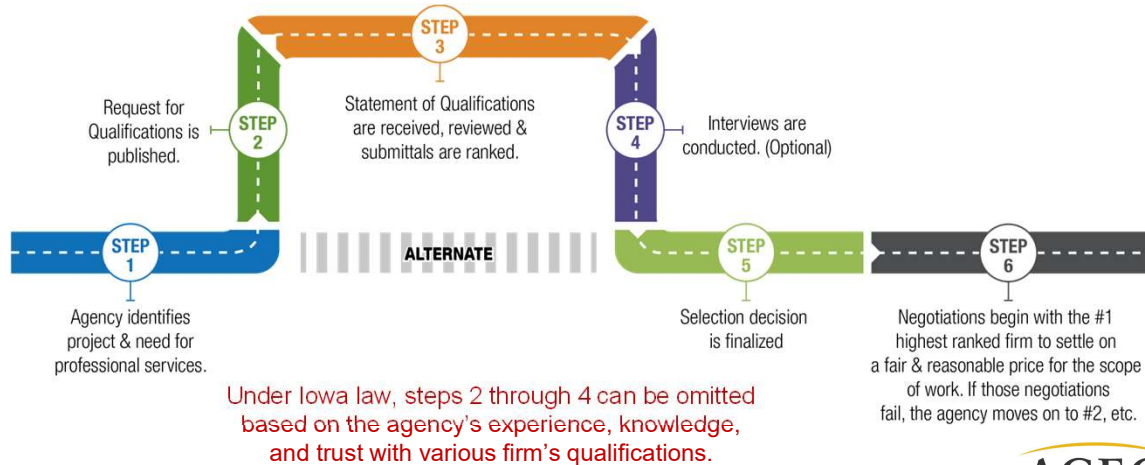 STEP
1
Agency identifies
project & need for
professional services.
STEP
2
Request for
Qualifications is
published.
STEP
3
Statement of Qualifications
are received, reviewed &
submittals are ranked.
STEP
4
Interviews are
conducted. (Optional)
ALTERNATE
STEP
5
Selection decision
is finalized
STEP
6
Negotiations begin with the #1
highest ranked firm to settle on
a fair & reasonable price for the scope
of work. If those negotiations
fail, the agency moves on to #2, etc.
Under Iowa law, steps 2 through 4 can be omitted
based on the agency's experience, knowledge,
and trust with various firm's qualifications.